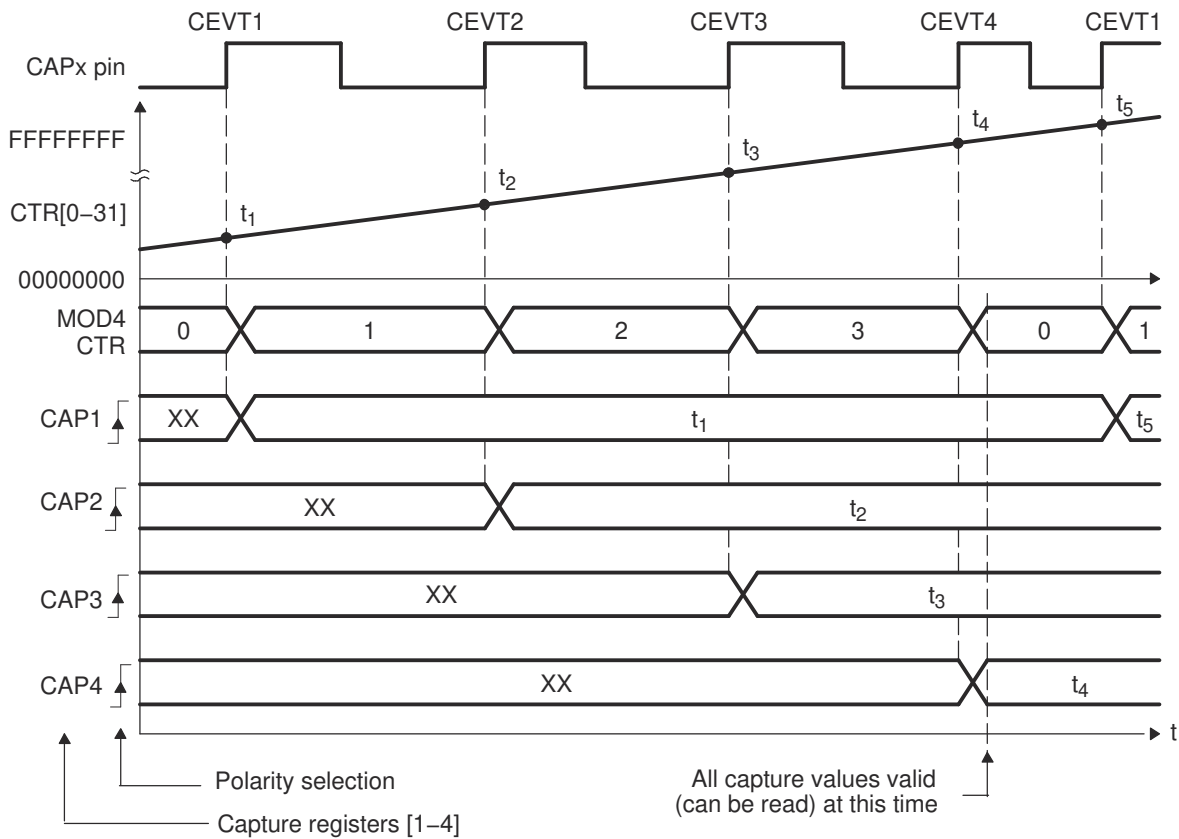 CEVT1 CEVT2 CEVT3 CEVT4 CEVT1
CAPx pin
FFFFFFFF
t5
t4
t3
t2
CTR[0−31]
t1
00000000
MOD4
CTR
0 1 2 3 0 1
CAP1 XX t1 t5
CAP2 XX t2
CAP3 XX t3
CAP4 XX t4
t
Polarity selection
Capture registers [1−4]
All capture values valid
(can be read) at this time